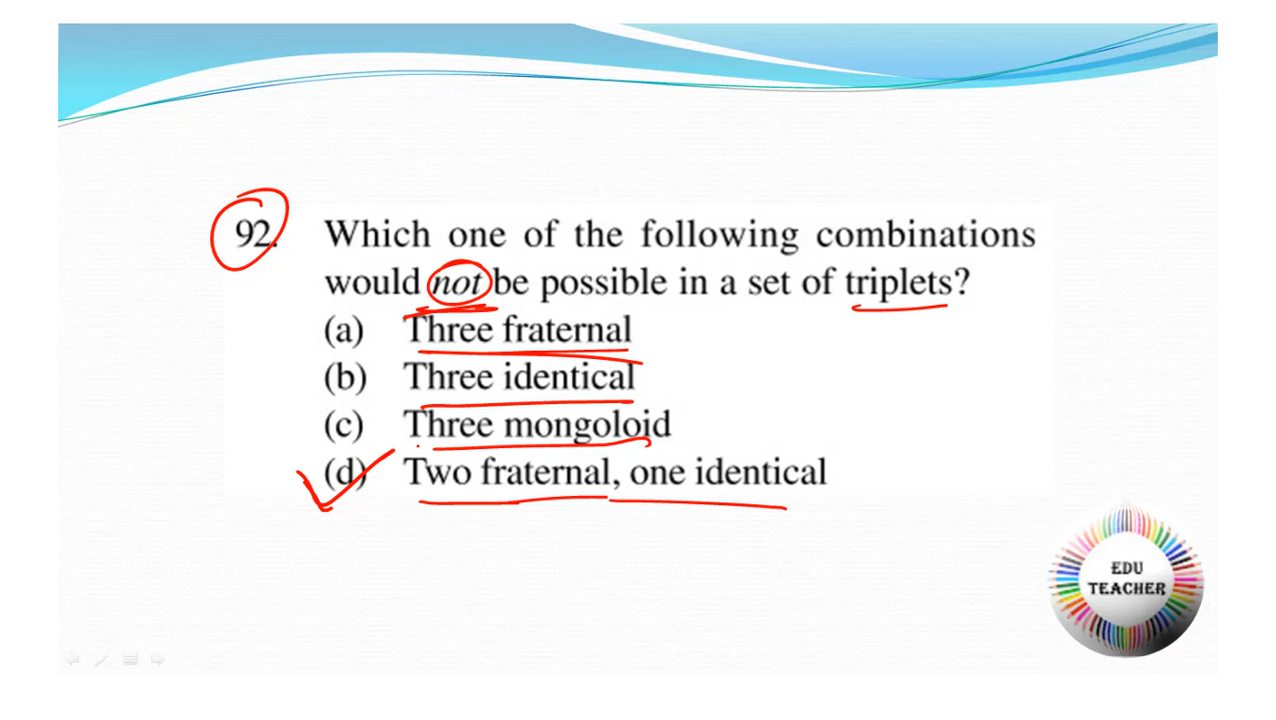 92. Which one of the following combinations
would not be possible in a set of triplets?
(a) Three fraternal
(b) Three identical
(c) Three mongoloid
(d) Two fraternal, one identical
EDU
TEACHER